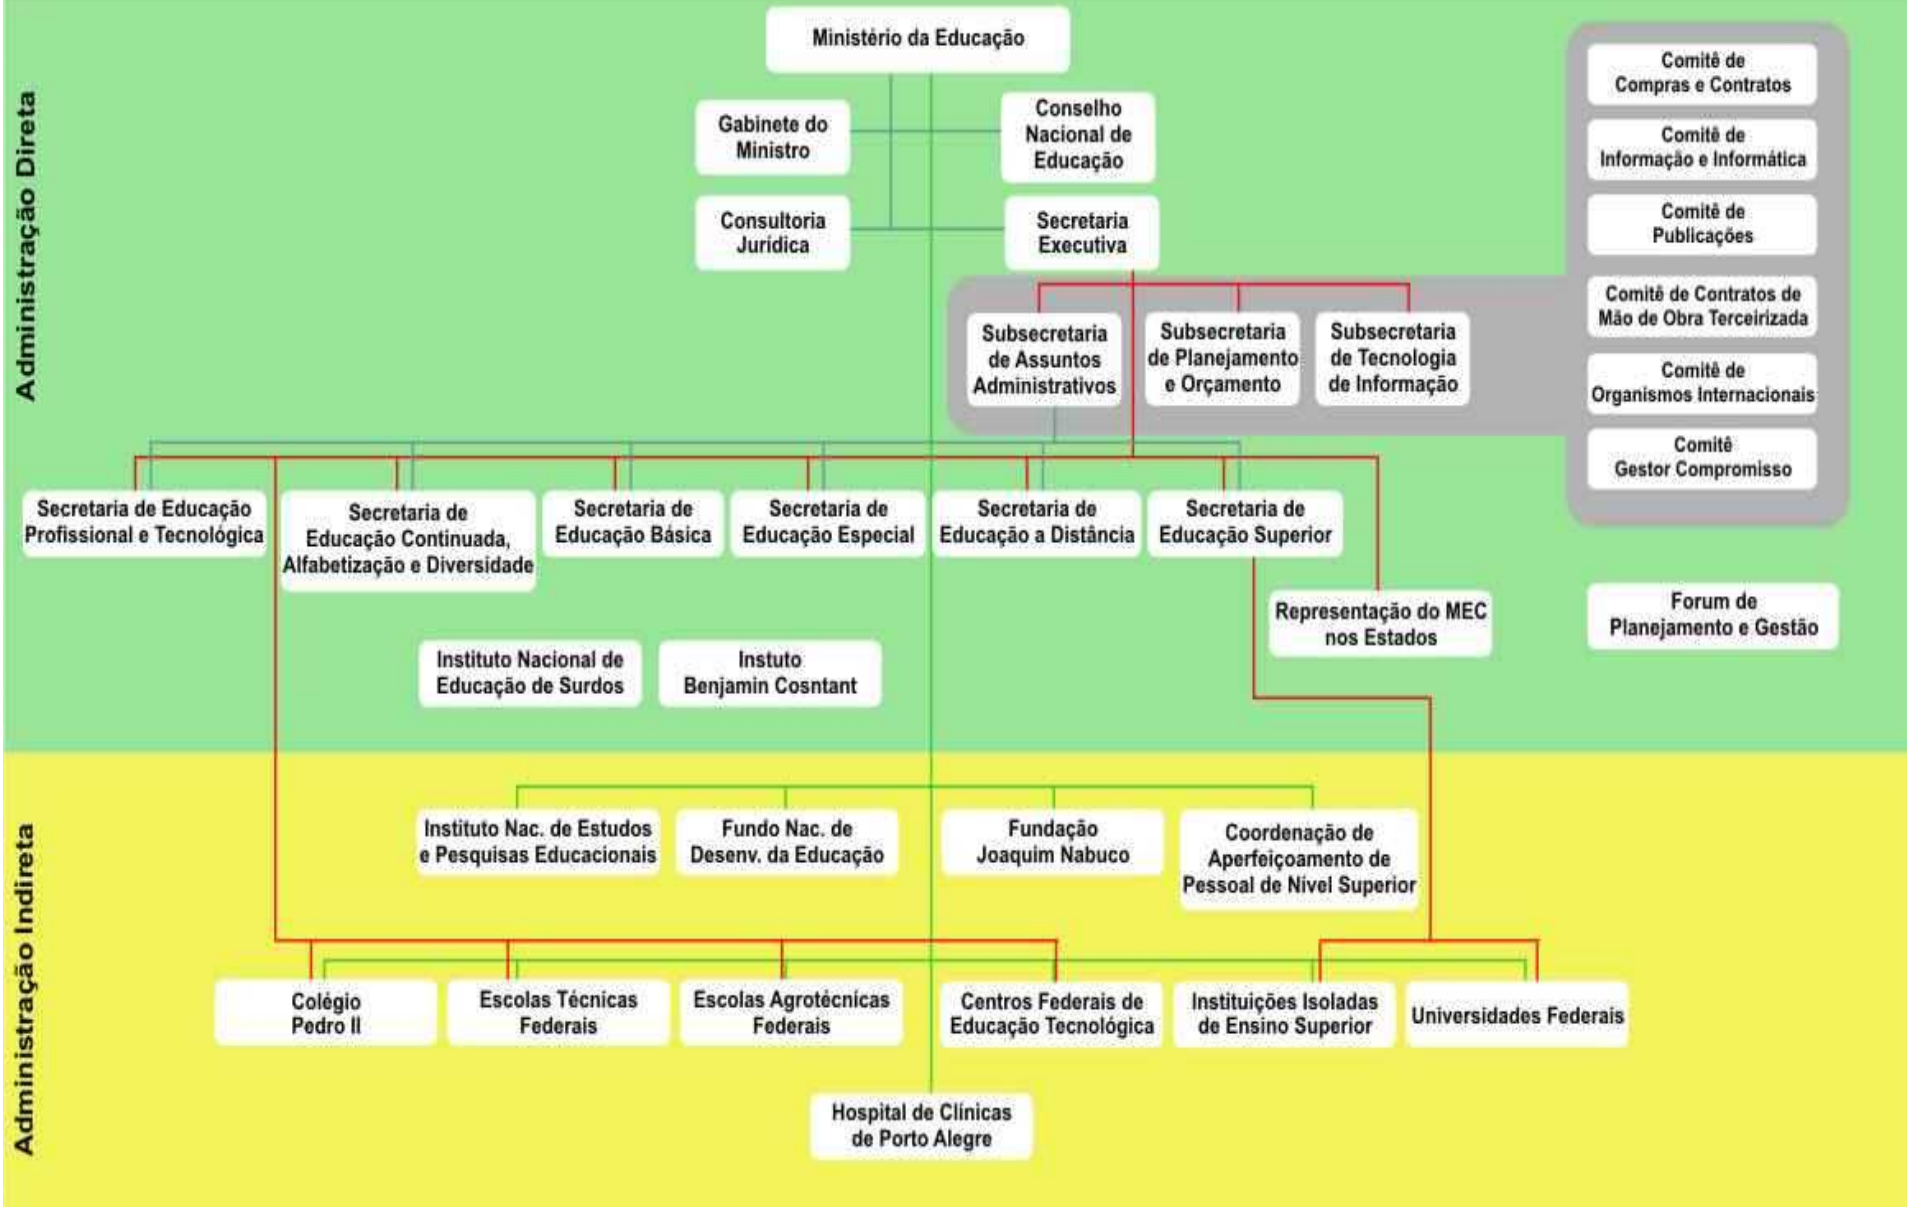 Administração Direta
Ministério da Educação
Gabinete do
Ministro
Conselho
Nacional de
Educação
Consultoria
Jurídica
Secretaria
Executiva
Subsecretaria
de Assuntos
Administrativos
Subsecretaria
de Planejamento
e Orçamento
Subsecretaria
de Tecnologia
de Informação
Comitê de
Compras e Contratos
Comitê de
Informação e Informática
Comitê de
Publicações
Comitê de Contratos de
Mão de Obra Terceirizada
Comitê de
Organismos Internacionais
Comitê
Gestor Compromisso
Secretaria de Educação
Profissional e Tecnológica
Secretaria de
Educação Continuada,
Alfabetização e Diversidade
Secretaria de
Educação Básica
Secretaria de
Educação Especial
Secretaria de
Educação a Distância
Secretaria de
Educação Superior
Representação do MEC
nos Estados
Forum de
Planejamento e Gestão
Instituto Nacional de
Educação de Surdos
Instuto
Benjamin Cosntant
Administração Indireta
Instituto Nac. de Estudos
e Pesquisas Educacionais
Fundo Nac. de
Desenv. da Educação
Fundação
Joaquim Nabuco
Coordenação de
Aperfeiçoamento de
Pessoal de Nível Superior
Colégio
Pedro II
Escolas Técnicas
Federais
Escolas Agrotécnícas
Federais
Centros Federais de
Educação Tecnológica
Instituições Isoladas
de Ensino Superior
Universidades Federais
Hospital de Clínicas
de Porto Alegre